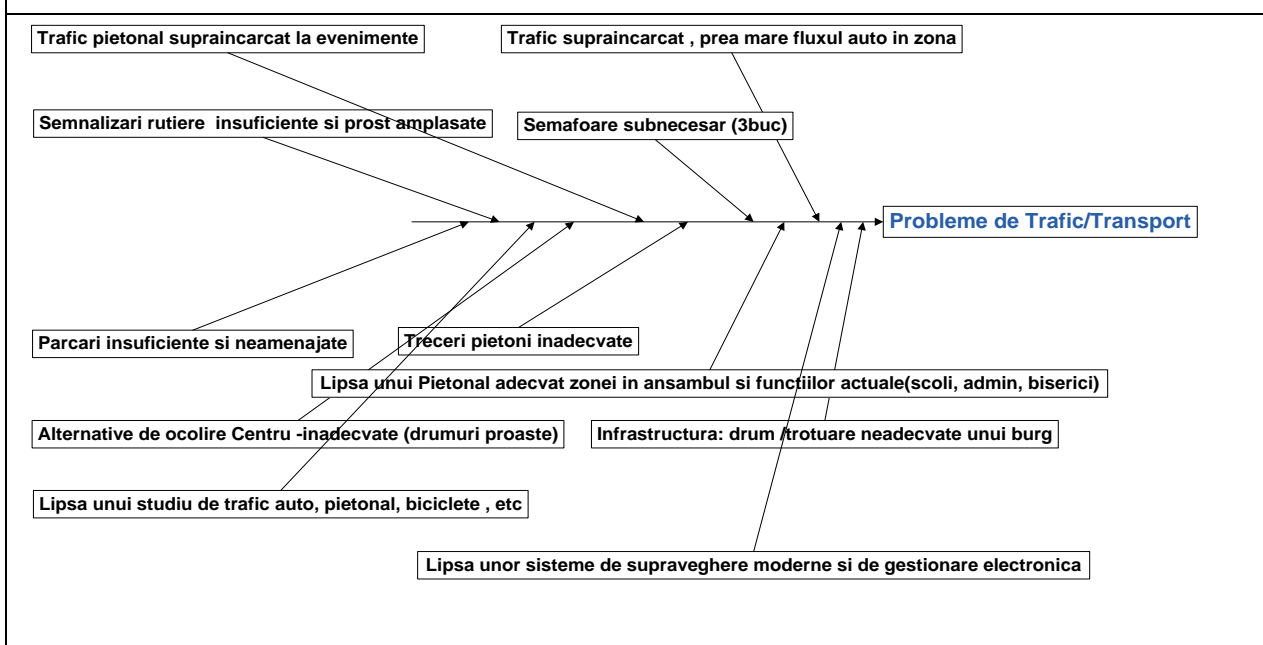 Trafic pietonal supraincarcat la evenimente
Trafic supraincarcat , prea mare fluxul auto in zona
Semnalizari rutiere insuficiente si prost amplasate
Semafoare subnecesar (3buc)
Probleme de Trafic/Transport
Parcari insuficiente si neamenajate
Treceri pietoni inadecvate
Lipsa unui Pietonal adecvat zonei in ansambul si functiilor actuale(scoli, admin, biserici)
Alternative de ocolire Centru -inadecvate (drumuri proaste)
Infrastructura: drum /trotuare neadecvate unui burg
Lipsa unui studiu de trafic auto, pietonal, biciclete , etc
Lipsa unor sisteme de supraveghere moderne si de gestionare electronica